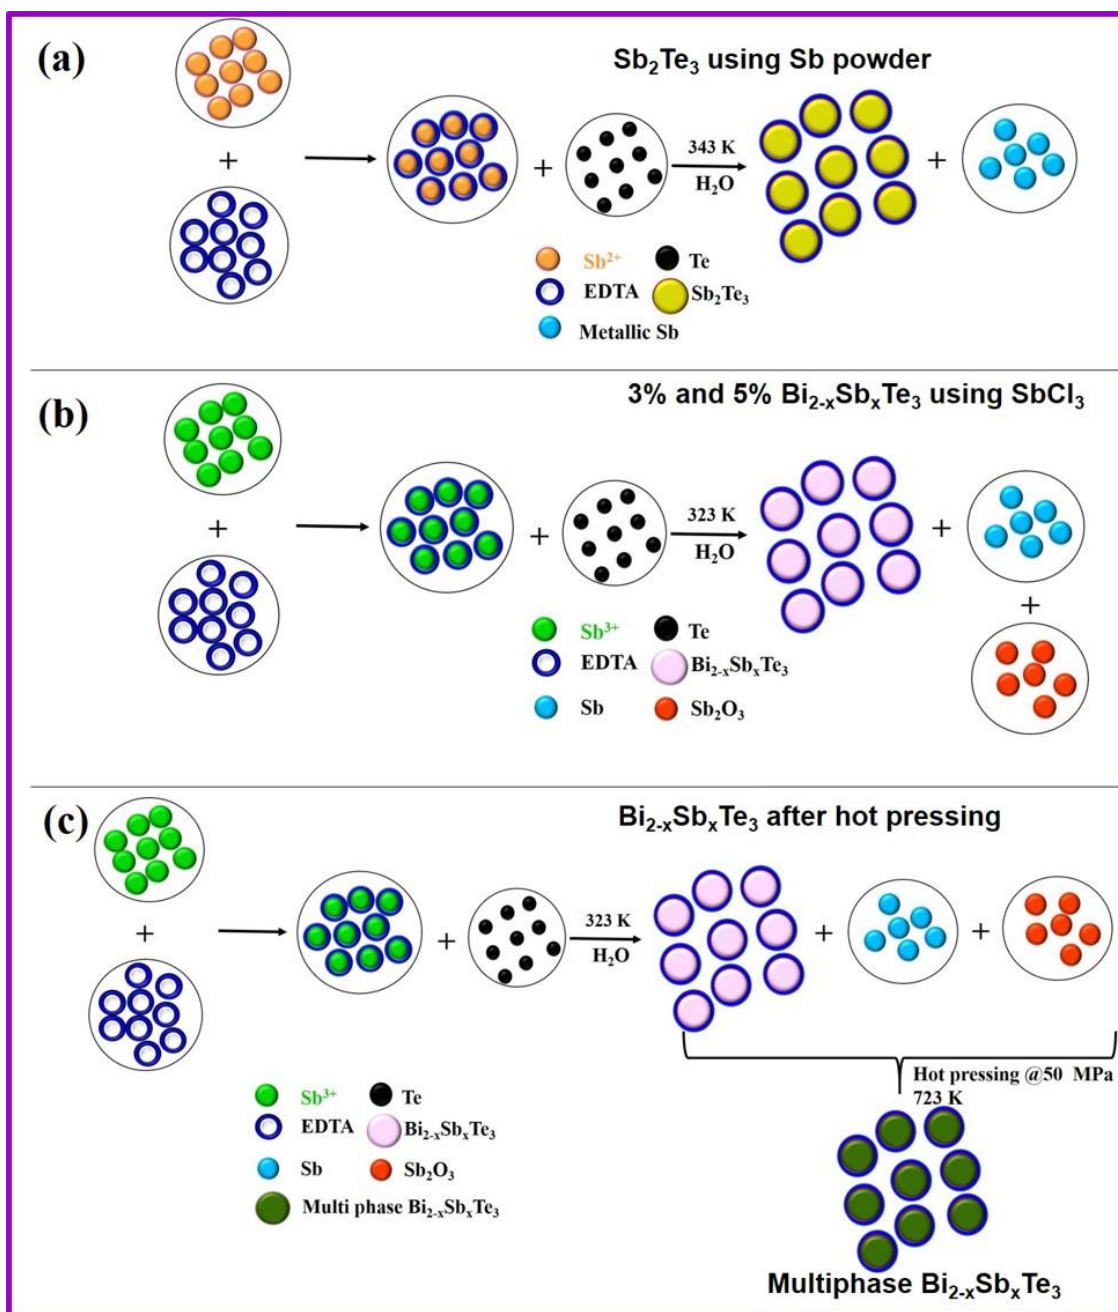 (a)
Sb₂Te₃ using Sb powder
+
+
343 K
H₂O
+
Sb²⁺
Te
EDTA
Sb₂Te₃
Metallic Sb
(b)
3% and 5% Bi₂₋ₓSbₓTe₃ using SbCl₃
+
+
323 K
H₂O
+
+
Sb³⁺
Te
EDTA
Bi₂₋ₓSbₓTe₃
Sb
Sb₂O₃
(c)
Bi₂₋ₓSbₓTe₃ after hot pressing
+
+
323 K
H₂O
+
+
Hot pressing @50 MPa
723 K
Sb³⁺
Te
EDTA
Bi₂₋ₓSbₓTe₃
Sb
Sb₂O₃
Multi phase Bi₂₋ₓSbₓTe₃
Multiphase Bi₂₋ₓSbₓTe₃